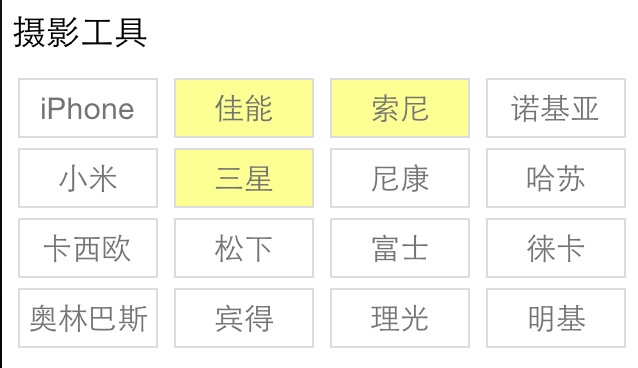 摄影工具
iPhone 佳能 索尼 诺基亚
小米 三星 尼康 哈苏
卡西欧 松下 富士 徕卡
奥林巴斯 宾得 理光 明基